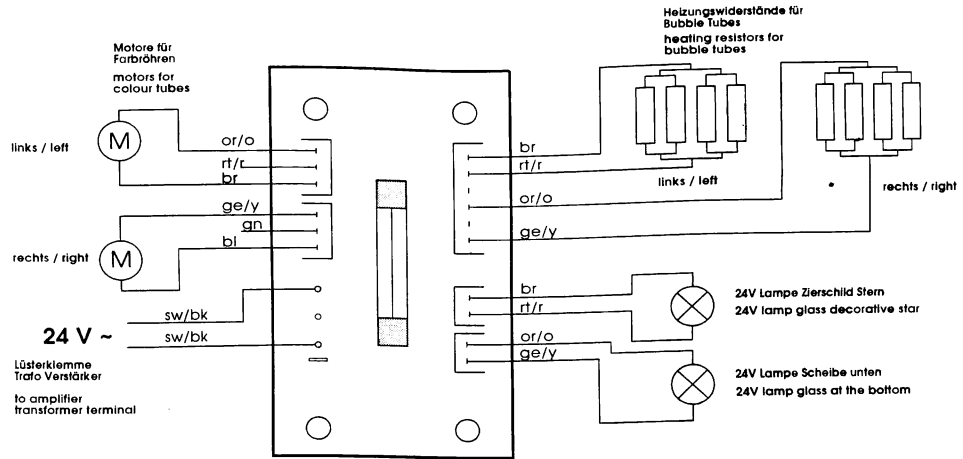 Heizungswiderstände für
Bubble Tubes
heating resistors for
bubble tubes
Motore für
Farbröhren
motors for
colour tubes
links / left
M
or/o
rt/r
br
ge/y
gn
bl
rechts / right
M
sw/bk
24 V ~
sw/bk
Lüsterklemme
Trafo Verstärker
to amplifier
transformer terminal
br
rt/r
links / left
or/o
rechts / right
ge/y
br
rt/r
24V Lampe Zierschild Stern
24V lamp glass decorative star
or/o
ge/y
24V Lampe Scheibe unten
24V lamp glass at the bottom